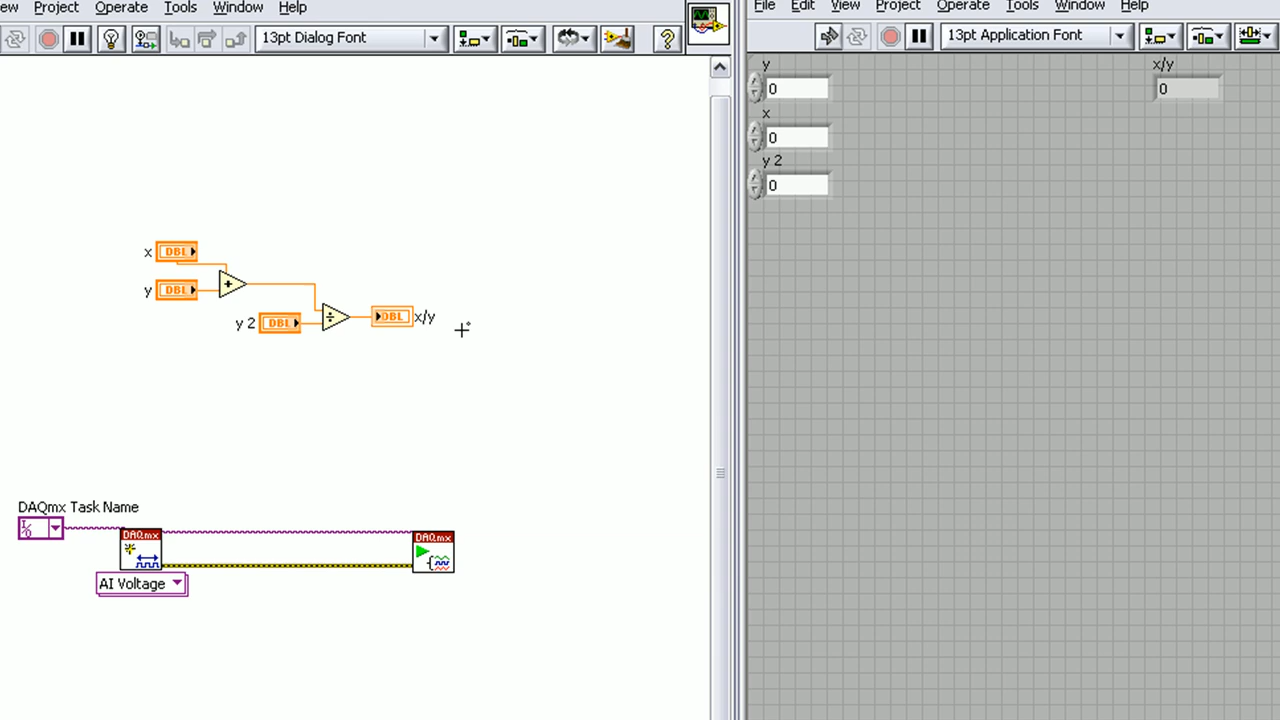 ew Project Operate Tools Window Help
13pt Dialog Font
?
x DBL
y DBL
+
y 2 DBL
÷
DBL x/y
DAQmx Task Name
I/O
DAQmx
DAQmx
AI Voltage
File Edit View Project Operate Tools Window Help
13pt Application Font
y
0
x
0
y 2
0
x/y
0